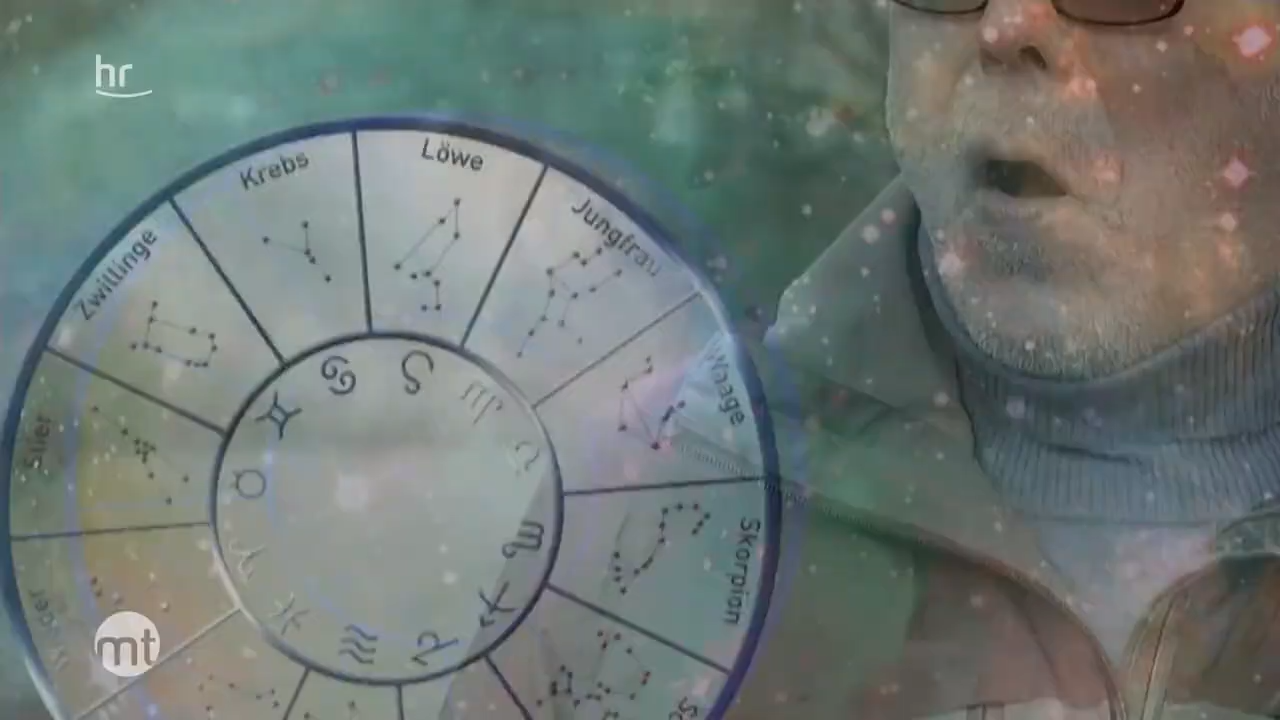 hr
Krebs
Löwe
Jungfrau
Zwillinge
Waage
Stier
Skorpion
mt